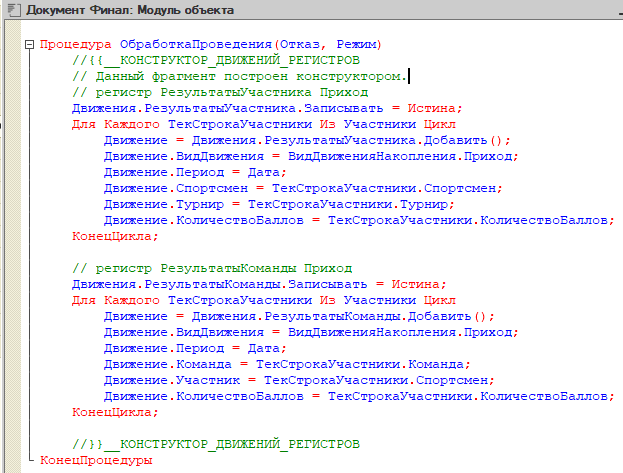 Документ Финал: Модуль объекта
Процедура ОбработкаПроведения(Отказ, Режим)
//{{__КОНСТРУКТОР_ДВИЖЕНИЙ_РЕГИСТРОВ
// Данный фрагмент построен конструктором.
// регистр РезультатыУчастника Приход
Движения.РезультатыУчастника.Записывать = Истина;
Для Каждого ТекСтрокаУчастники Из Участники Цикл
Движение = Движения.РезультатыУчастника.Добавить();
Движение.ВидДвижения = ВидДвиженияНакопления.Приход;
Движение.Период = Дата;
Движение.Спортсмен = ТекСтрокаУчастники.Спортсмен;
Движение.Турнир = ТекСтрокаУчастники.Турнир;
Движение.КоличествоБаллов = ТекСтрокаУчастники.КоличествоБаллов;
КонецЦикла;
// регистр РезультатыКоманды Приход
Движения.РезультатыКоманды.Записывать = Истина;
Для Каждого ТекСтрокаУчастники Из Участники Цикл
Движение = Движения.РезультатыКоманды.Добавить();
Движение.ВидДвижения = ВидДвиженияНакопления.Приход;
Движение.Период = Дата;
Движение.Команда = ТекСтрокаУчастники.Команда;
Движение.Участник = ТекСтрокаУчастники.Спортсмен;
Движение.КоличествоБаллов = ТекСтрокаУчастники.КоличествоБаллов;
КонецЦикла;
//}}__КОНСТРУКТОР_ДВИЖЕНИЙ_РЕГИСТРОВ
КонецПроцедуры